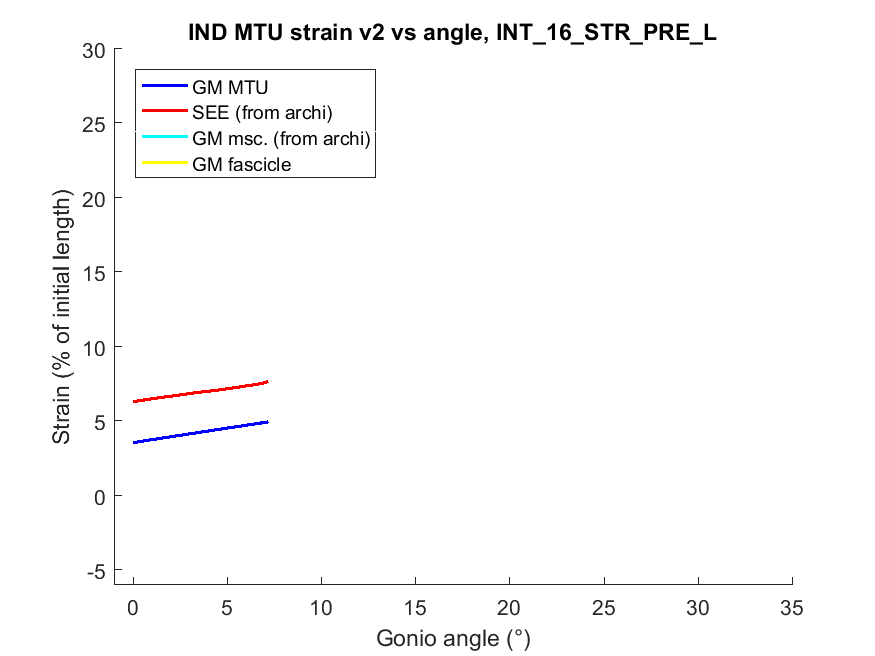 IND MTU strain v2 vs angle, INT_16_STR_PRE_L
30
25
20
15
10
5
0
-5
Strain (% of initial length)
GM MTU
SEE (from archi)
GM msc. (from archi)
GM fascicle
0 5 10 15 20 25 30 35
Gonio angle (°)